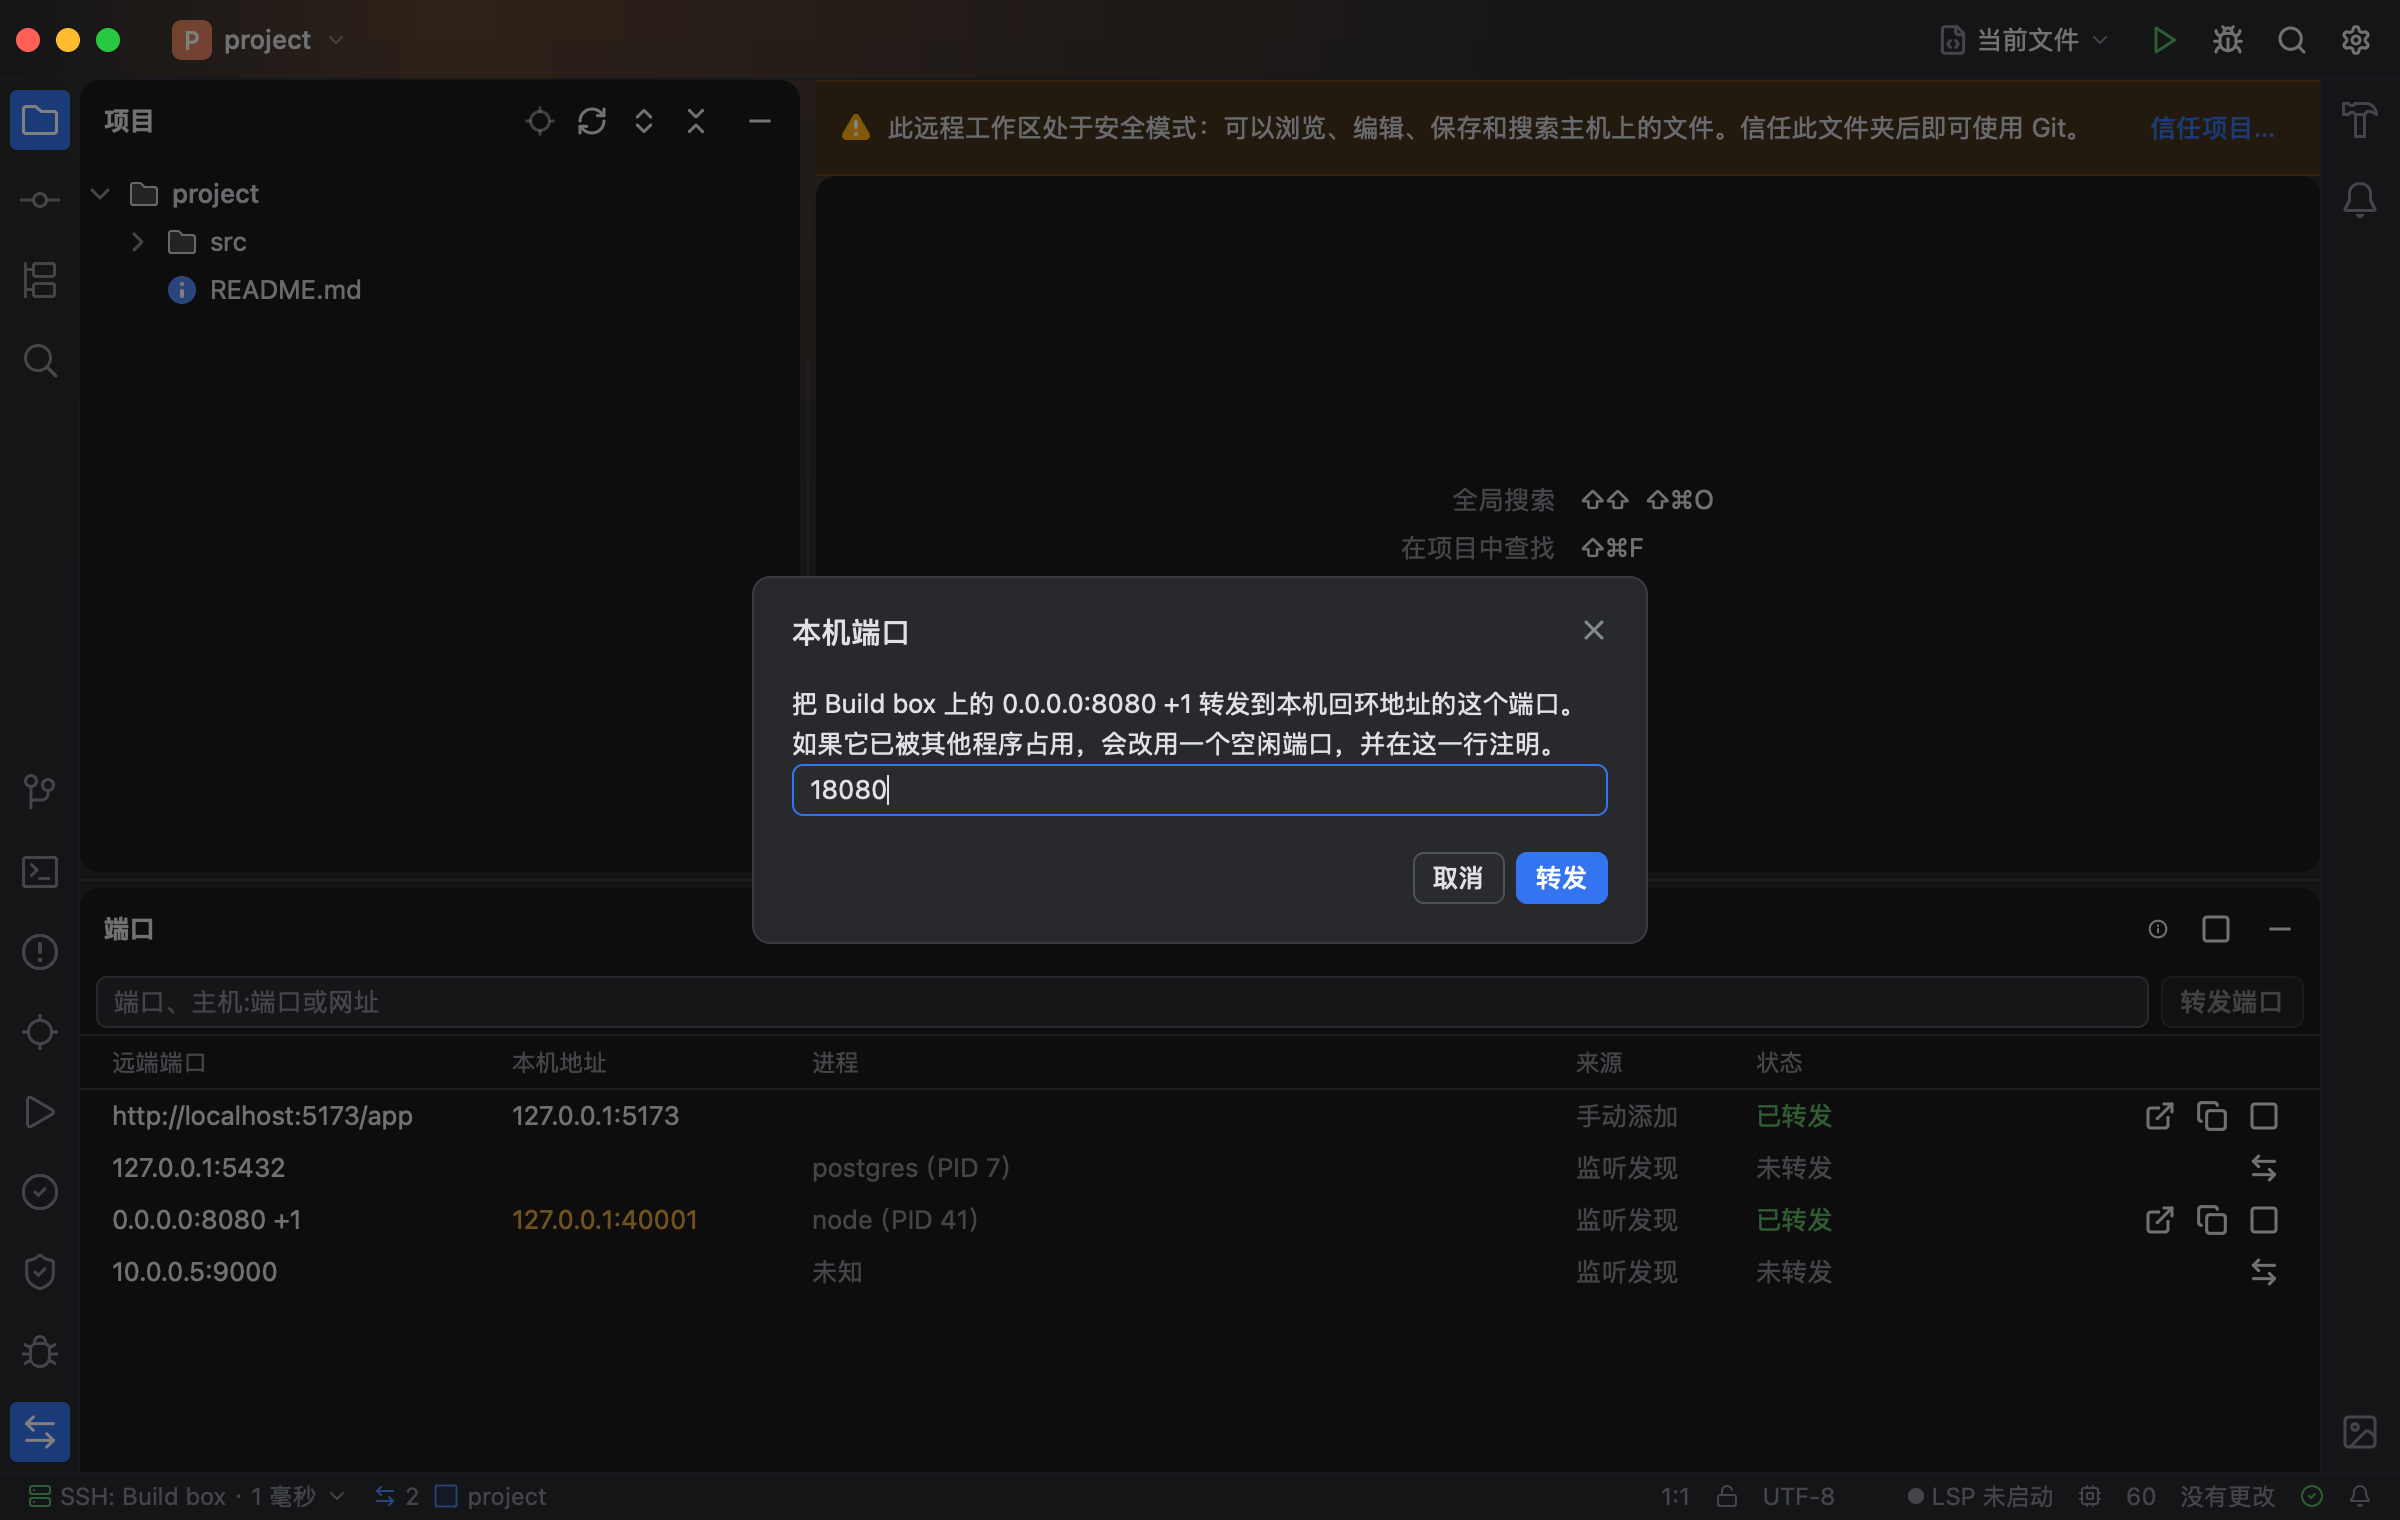 P project
当前文件
项目
此远程工作区处于安全模式：可以浏览、编辑、保存和搜索主机上的文件。信任此文件夹后即可使用 Git。
信任项目...
project
src
README.md
全局搜索 ⇧⇧ ⇧⌘O
在项目中查找 ⇧⌘F
本机端口
把 Build box 上的 0.0.0.0:8080 +1 转发到本机回环地址的这个端口。
如果它已被其他程序占用，会改用一个空闲端口，并在这一行注明。
18080
取消 转发
端口
端口、主机:端口或网址 转发端口
远端端口 本机地址 进程 来源 状态
http://localhost:5173/app 127.0.0.1:5173 手动添加 已转发
127.0.0.1:5432 postgres (PID 7) 监听发现 未转发
0.0.0.0:8080 +1 127.0.0.1:40001 node (PID 41) 监听发现 已转发
10.0.0.5:9000 未知 监听发现 未转发
SSH: Build box · 1 毫秒 2 project 1:1 UTF-8 LSP 未启动 60 没有更改